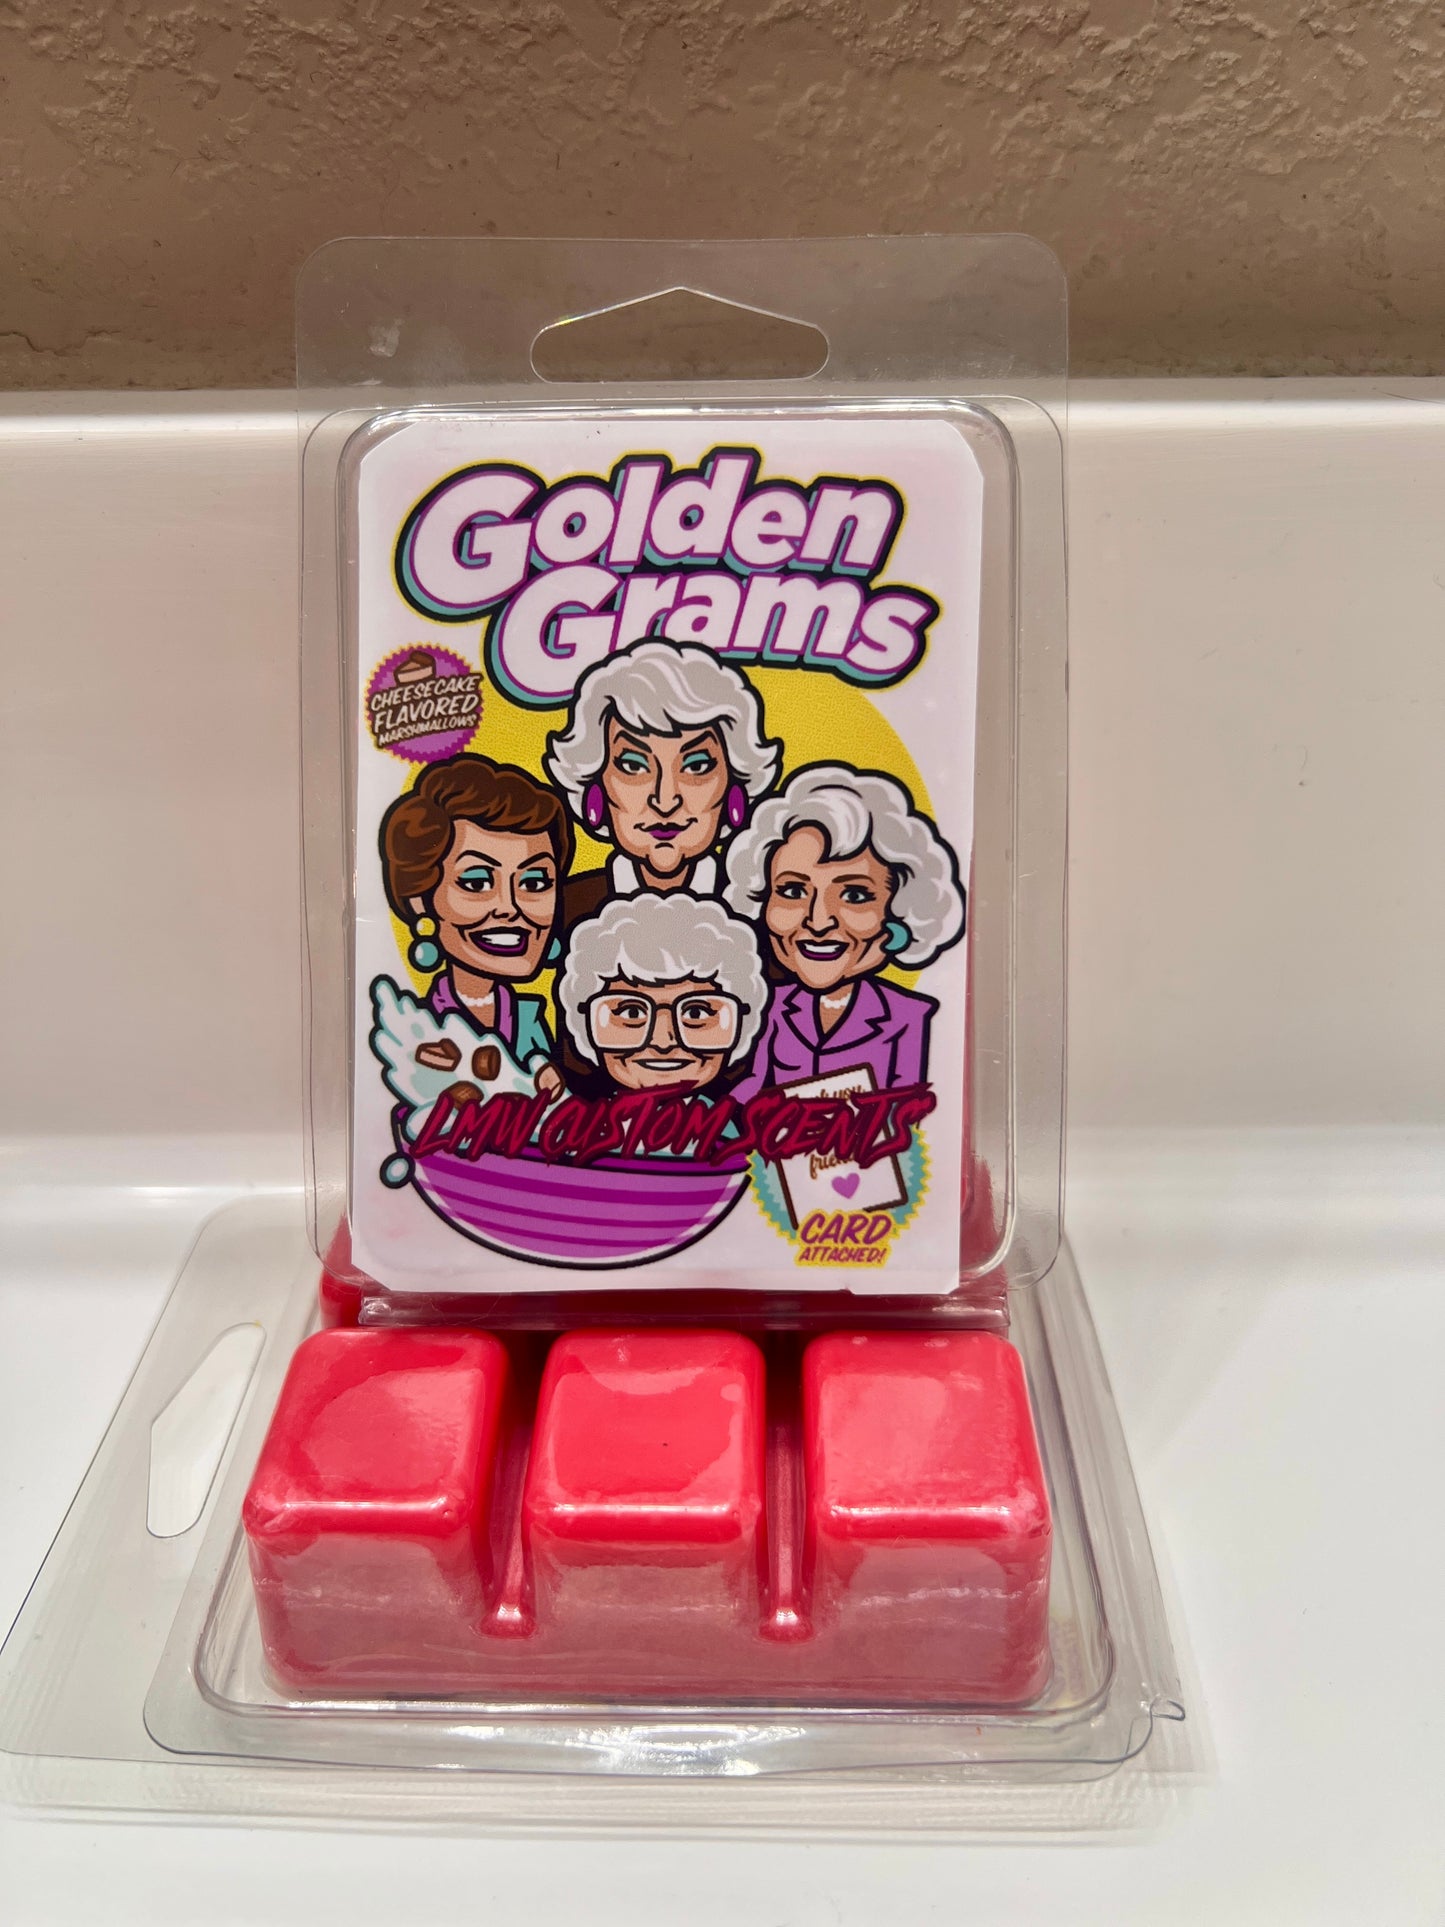 Golden
Grams
CHEESECAKE
FLAVORED
MARSHMALLOWS
LMW CUSTOM SCENTS
CARD
ATTACHED!